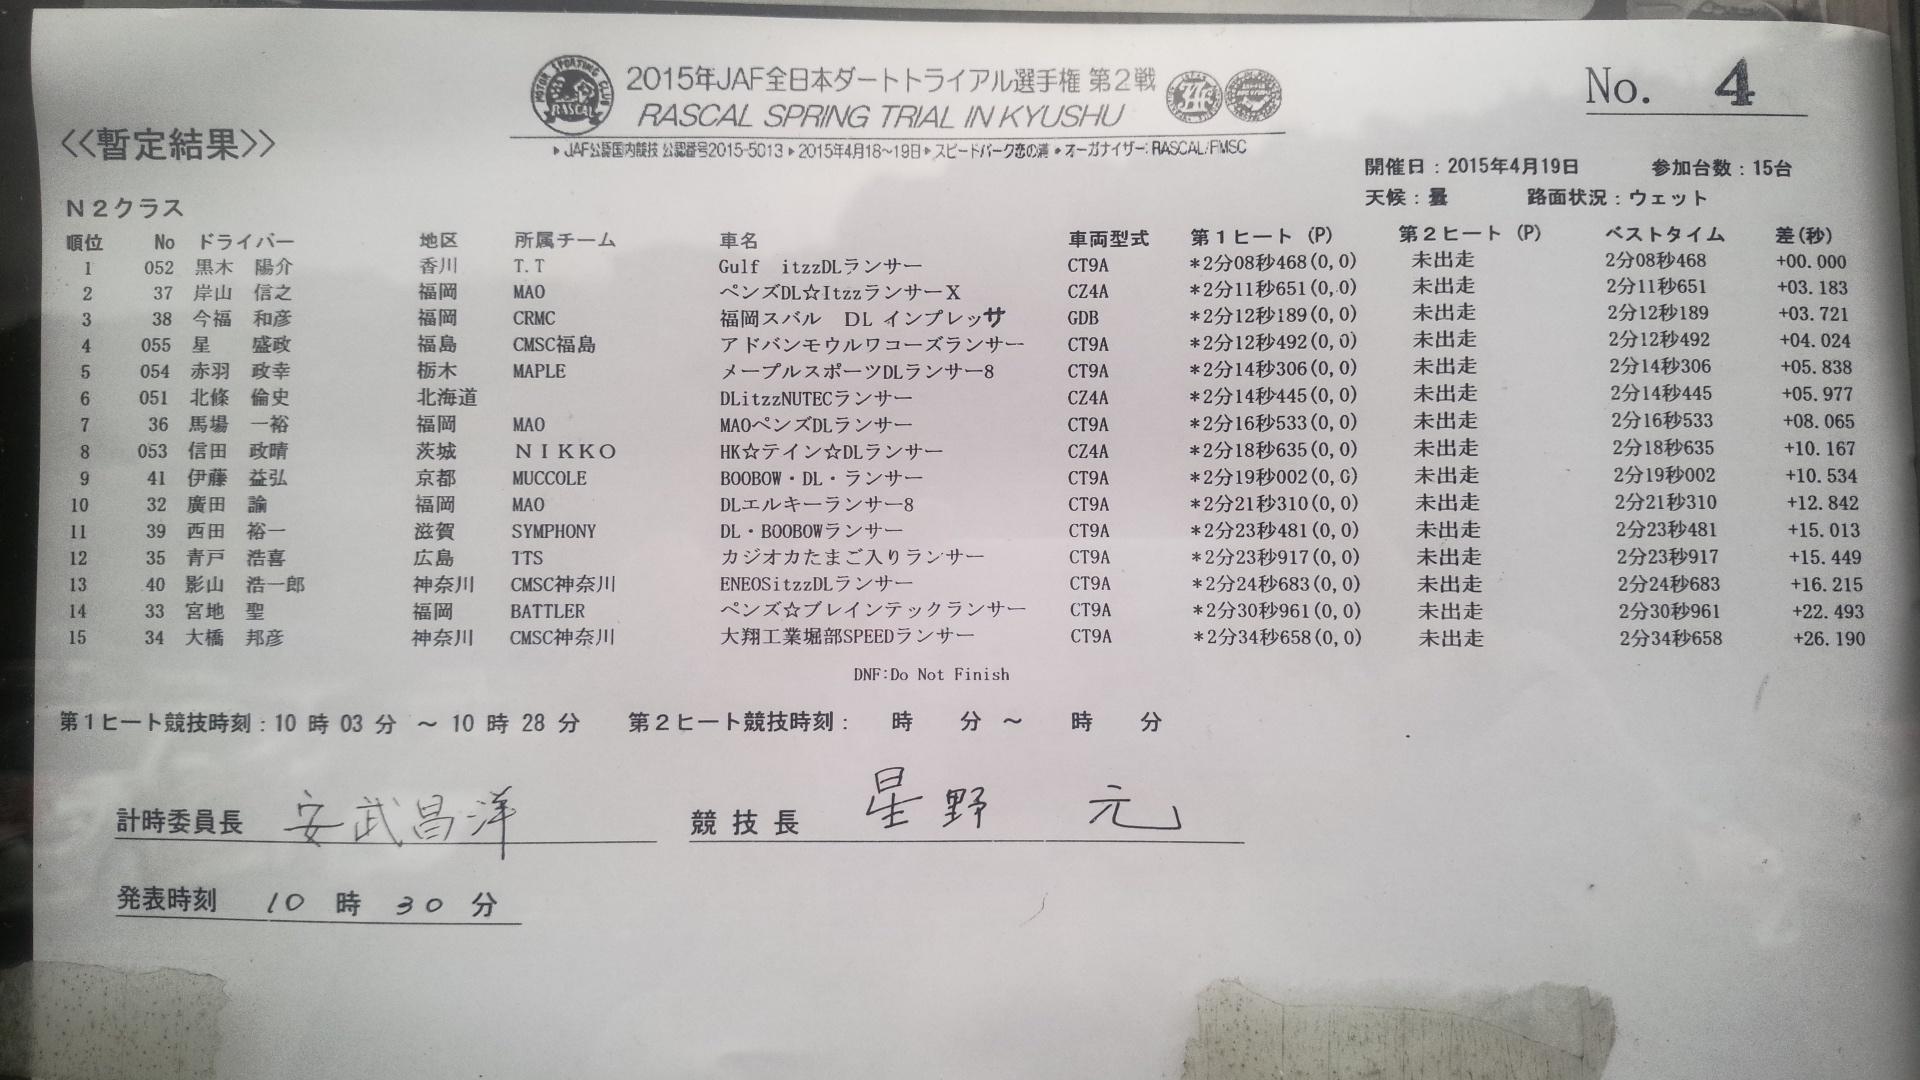 2015年JAF全日本ダートトライアル選手権 第2戦
No. 4
RASCAL SPRING TRIAL IN KYUSHU
MOTOR SPORTING CLUB RASCAL
<<暫定結果>>
▶JAF公認国内競技 公認番号2015-5013▶2015年4月18~19日▶スピードパーク恋の浦 ●オーガナイザー:RASCAL/FMSC
開催日:2015年4月19日 参加台数:15台
天候:曇 路面状況:ウェット
N2クラス
順位 No ドライバー 地区 所属チーム 車名 車両型式 第1ヒート (P) 第2ヒート (P) ベストタイム 差(秒)
1 052 黒木 陽介 香川 T.T Gulf itzzDLランサー CT9A *2分08秒468(0,0) 未出走 2分08秒468 +00.000
2 37 岸山 信之 福岡 MAO ペンズDL☆ItzzランサーX CZ4A *2分11秒651(0,0) 未出走 2分11秒651 +03.183
3 38 今福 和彦 福岡 CRMC 福岡スバル DL インプレッサ GDB *2分12秒189(0,0) 未出走 2分12秒189 +03.721
4 055 星 盛政 福島 CMSC福島 アドバンモウルワコーズランサー CT9A *2分12秒492(0,0) 未出走 2分12秒492 +04.024
5 054 赤羽 政幸 栃木 MAPLE メープルスポーツDLランサー8 CT9A *2分14秒306(0,0) 未出走 2分14秒306 +05.838
6 051 北條 倫史 北海道 DLitzzNUTECランサー CZ4A *2分14秒445(0,0) 未出走 2分14秒445 +05.977
7 36 馬場 一裕 福岡 MAO MAOペンズDLランサー CT9A *2分16秒533(0,0) 未出走 2分16秒533 +08.065
8 053 信田 政晴 茨城 NIKKO HK☆テイン☆DLランサー CZ4A *2分18秒635(0,0) 未出走 2分18秒635 +10.167
9 41 伊藤 益弘 京都 MUCCOLE BOOBOW・DL・ランサー CT9A *2分19秒002(0,0) 未出走 2分19秒002 +10.534
10 32 廣田 諭 福岡 MAO DLエルキーランサー8 CT9A *2分21秒310(0,0) 未出走 2分21秒310 +12.842
11 39 西田 裕一 滋賀 SYMPHONY DL・BOOBOWランサー CT9A *2分23秒481(0,0) 未出走 2分23秒481 +15.013
12 35 青戸 浩喜 広島 TTS カジオカたまご入りランサー CT9A *2分23秒917(0,0) 未出走 2分23秒917 +15.449
13 40 影山 浩一郎 神奈川 CMSC神奈川 ENEOSitzzDLランサー CT9A *2分24秒683(0,0) 未出走 2分24秒683 +16.215
14 33 宮地 聖 福岡 BATTLER ペンズ☆ブレインテックランサー CT9A *2分30秒961(0,0) 未出走 2分30秒961 +22.493
15 34 大橋 邦彦 神奈川 CMSC神奈川 大翔工業堀部SPEEDランサー CT9A *2分34秒658(0,0) 未出走 2分34秒658 +26.190
DNF:Do Not Finish
第1ヒート競技時刻:10 時 03 分 ~ 10 時 28 分 第2ヒート競技時刻: 時 分 ~ 時 分
計時委員長 安武昌洋 競技長 星野 元
発表時刻 10 時 30 分